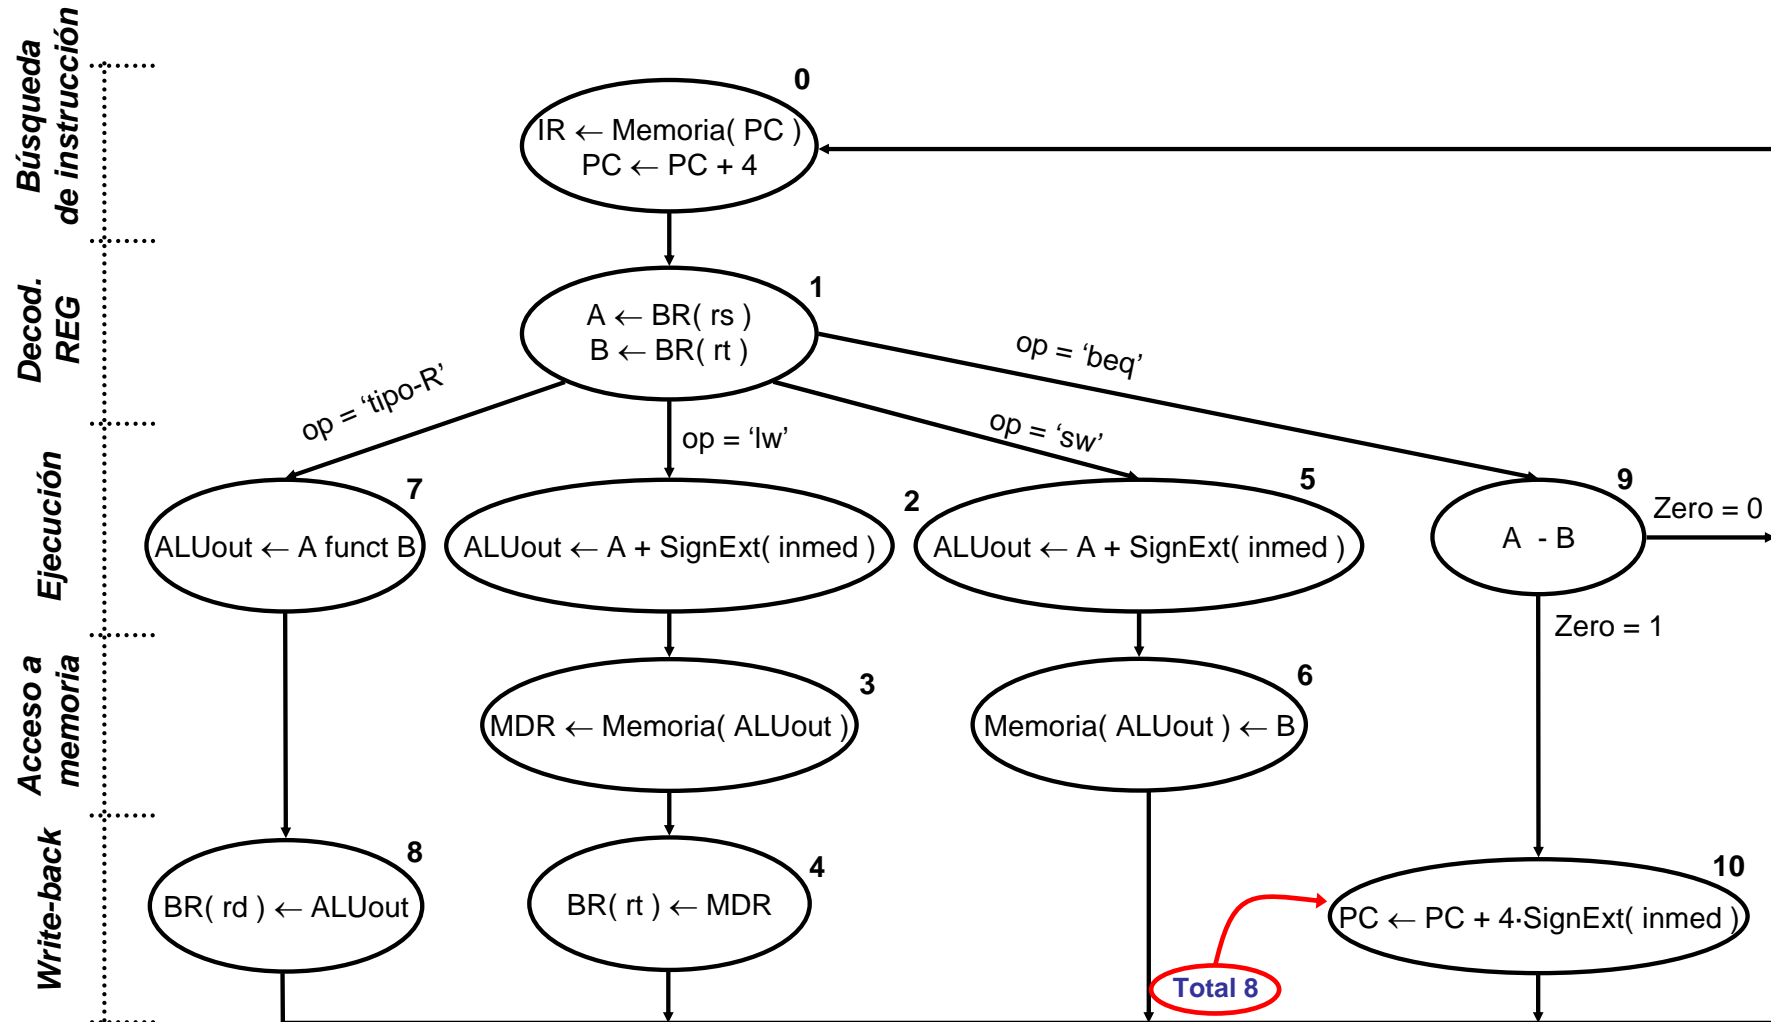 Búsqueda
de instrucción
0
IR ← Memoria( PC )
PC ← PC + 4
Decod.
REG
1
A ← BR( rs )
B ← BR( rt )
op = ‘tipo-R’
op = ‘lw’
op = ‘sw’
op = ‘beq’
Ejecución
7
ALUout ← A funct B
2
ALUout ← A + SignExt( inmed )
5
ALUout ← A + SignExt( inmed )
9
A - B
Zero = 0
Zero = 1
Acceso a
memoria
3
MDR ← Memoria( ALUout )
6
Memoria( ALUout ) ← B
Write-back
8
BR( rd ) ← ALUout
4
BR( rt ) ← MDR
10
PC ← PC + 4·SignExt( inmed )
Total 8